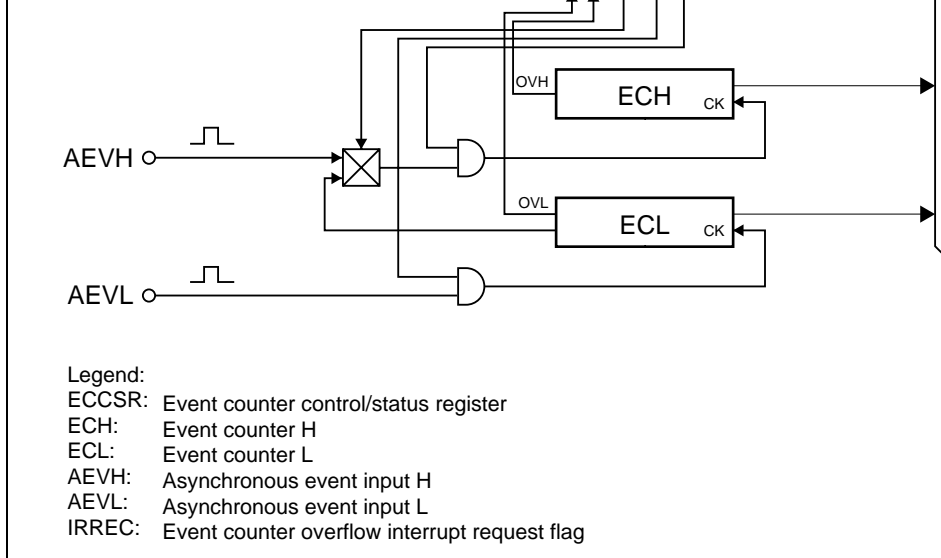 OVH
ECH
CK
AEVH
OVL
ECL
CK
AEVL
Legend:
ECCSR: Event counter control/status register
ECH: Event counter H
ECL: Event counter L
AEVH: Asynchronous event input H
AEVL: Asynchronous event input L
IRREC: Event counter overflow interrupt request flag